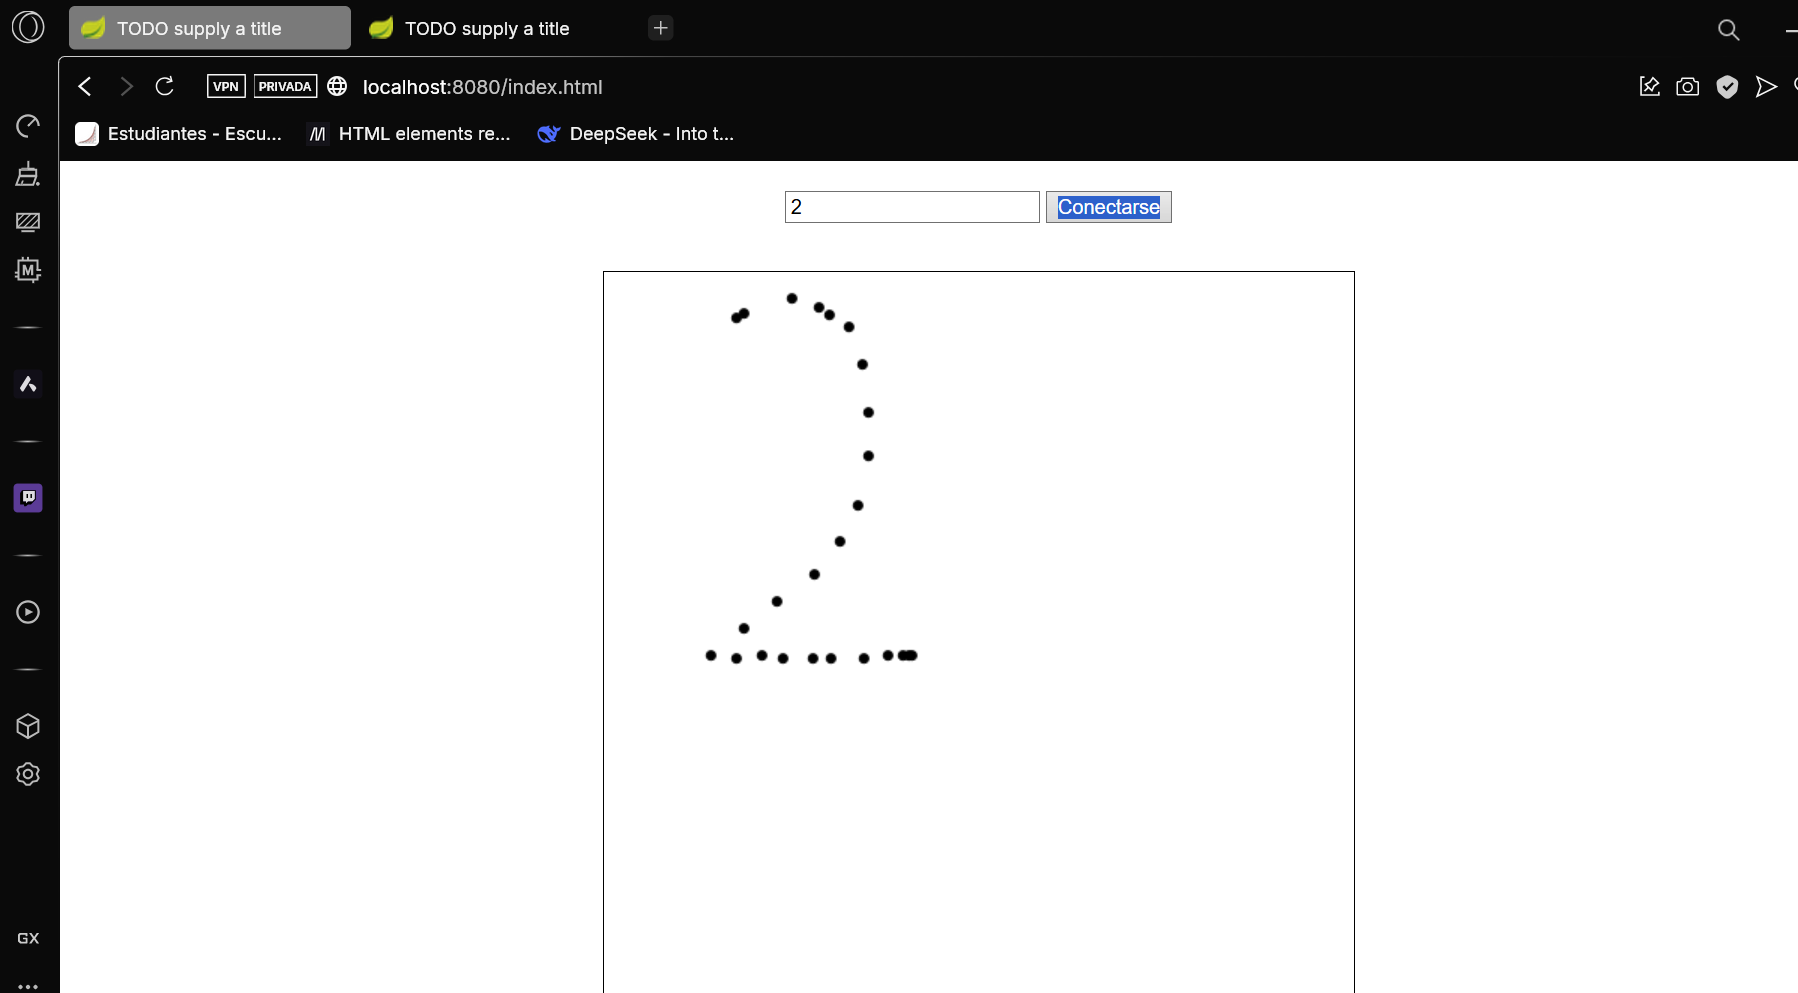 TODO supply a title
TODO supply a title
VPN PRIVADA localhost:8080/index.html
Estudiantes - Escu... HTML elements re... DeepSeek - Into t...
M
2 Conectarse
2
GX